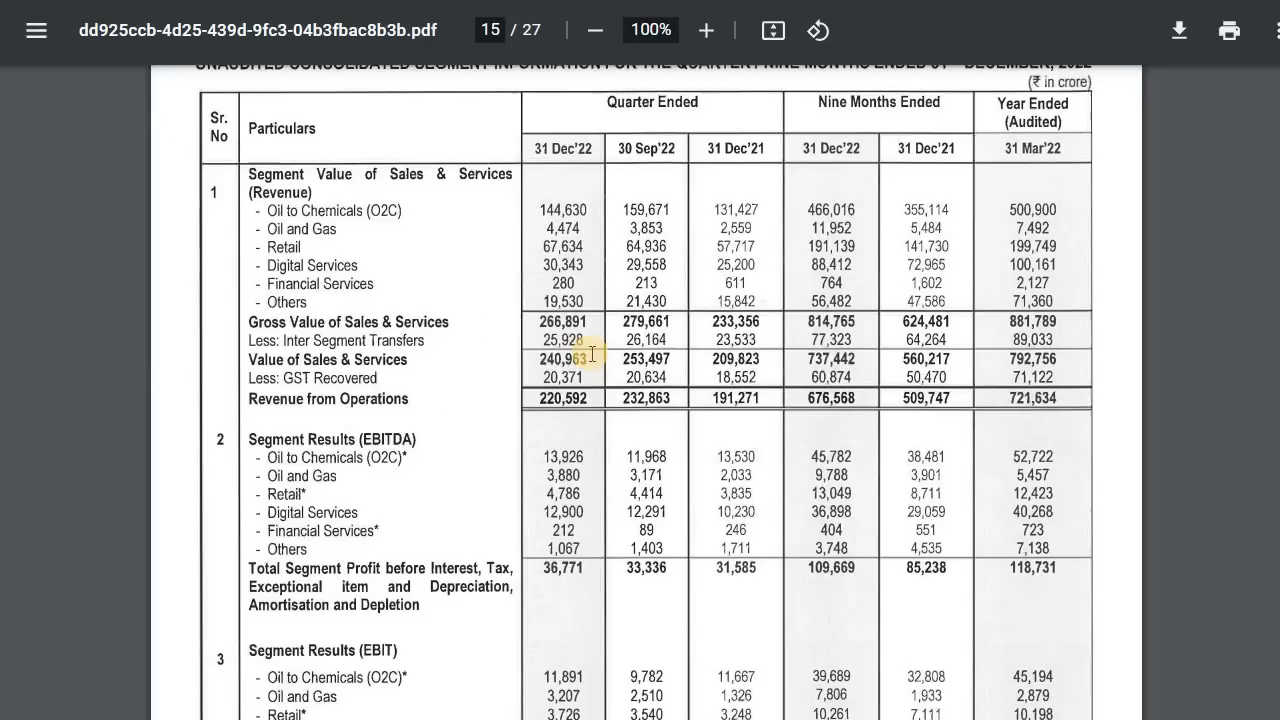 dd925ccb-4d25-439d-9fc3-04b3fbac8b3b.pdf 15 / 27 100%
UNAUDITED CONSOLIDATED SEGMENT INFORMATION FOR THE QUARTER / NINE MONTHS ENDED 31ST DECEMBER, 2022
(₹ in crore)
Sr. No Particulars Quarter Ended Nine Months Ended Year Ended (Audited)
31 Dec'22 30 Sep'22 31 Dec'21 31 Dec'22 31 Dec'21 31 Mar'22
1 Segment Value of Sales & Services
(Revenue)
- Oil to Chemicals (O2C) 144,630 159,671 131,427 466,016 355,114 500,900
- Oil and Gas 4,474 3,853 2,559 11,952 5,484 7,492
- Retail 67,634 64,936 57,717 191,139 141,730 199,749
- Digital Services 30,343 29,558 25,200 88,412 72,965 100,161
- Financial Services 280 213 611 764 1,602 2,127
- Others 19,530 21,430 15,842 56,482 47,586 71,360
Gross Value of Sales & Services 266,891 279,661 233,356 814,765 624,481 881,789
Less: Inter Segment Transfers 25,928 26,164 23,533 77,323 64,264 89,033
Value of Sales & Services 240,963 253,497 209,823 737,442 560,217 792,756
Less: GST Recovered 20,371 20,634 18,552 60,874 50,470 71,122
Revenue from Operations 220,592 232,863 191,271 676,568 509,747 721,634
2 Segment Results (EBITDA)
- Oil to Chemicals (O2C)* 13,926 11,968 13,530 45,782 38,481 52,722
- Oil and Gas 3,880 3,171 2,033 9,788 3,901 5,457
- Retail* 4,786 4,414 3,835 13,049 8,711 12,423
- Digital Services 12,900 12,291 10,230 36,898 29,059 40,268
- Financial Services* 212 89 246 404 551 723
- Others 1,067 1,403 1,711 3,748 4,535 7,138
Total Segment Profit before Interest, Tax, 36,771 33,336 31,585 109,669 85,238 118,731
Exceptional item and Depreciation,
Amortisation and Depletion
3 Segment Results (EBIT)
- Oil to Chemicals (O2C)* 11,891 9,782 11,667 39,689 32,808 45,194
- Oil and Gas 3,207 2,510 1,326 7,806 1,933 2,879
- Retail* 3,726 3,540 3,248 10,261 7,111 10,198